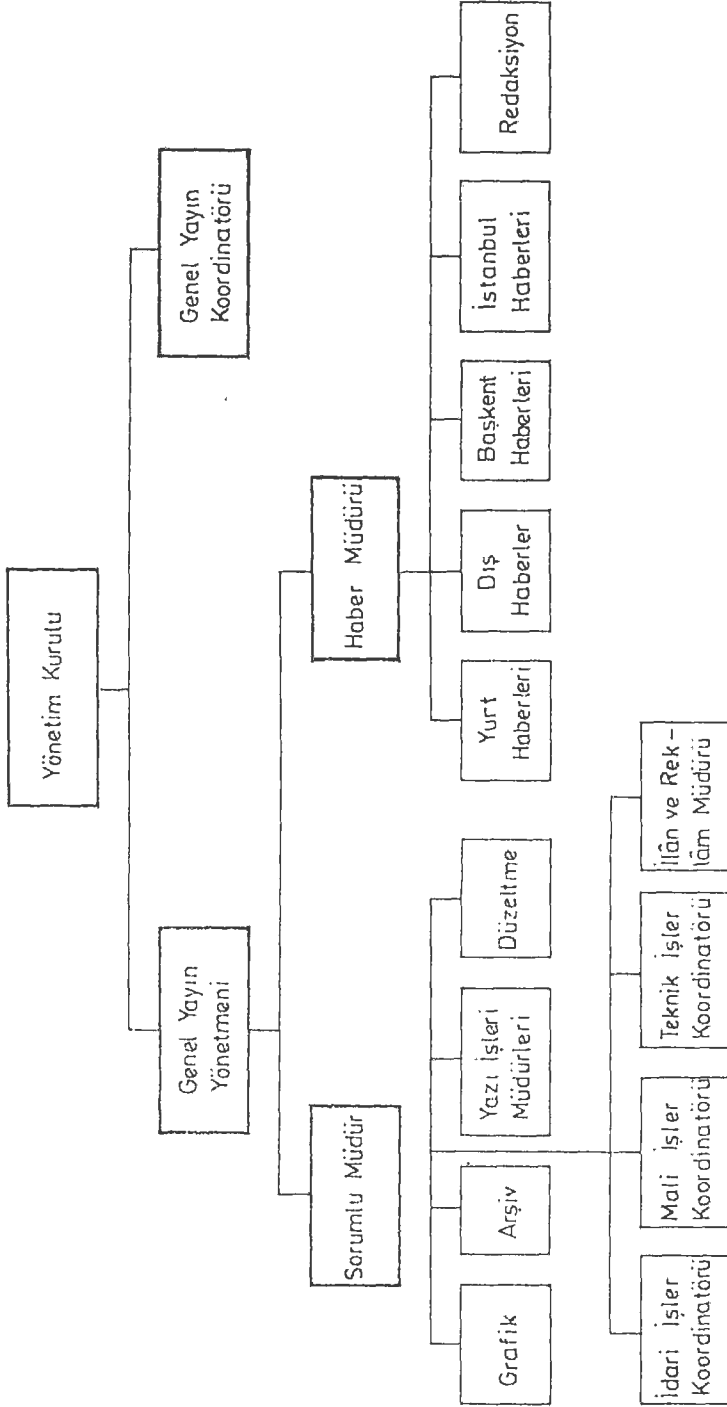 Yönetim Kurulu
Genel Yayın
Yönetmeni
Genel Yayın
Koordinatörü
Sorumlu Müdür
Haber Müdürü
Grafik
Arşiv
Yazı İşleri
Müdürleri
Düzeltme
Yurt
Haberleri
Dış
Haberler
Başkent
Haberleri
İstanbul
Haberleri
Redaksiyon
İdari İşler
Koordinatörü
Mali İşler
Koordinatörü
Teknik İşler
Koordinatörü
İlân ve Rek-
lâm Müdürü